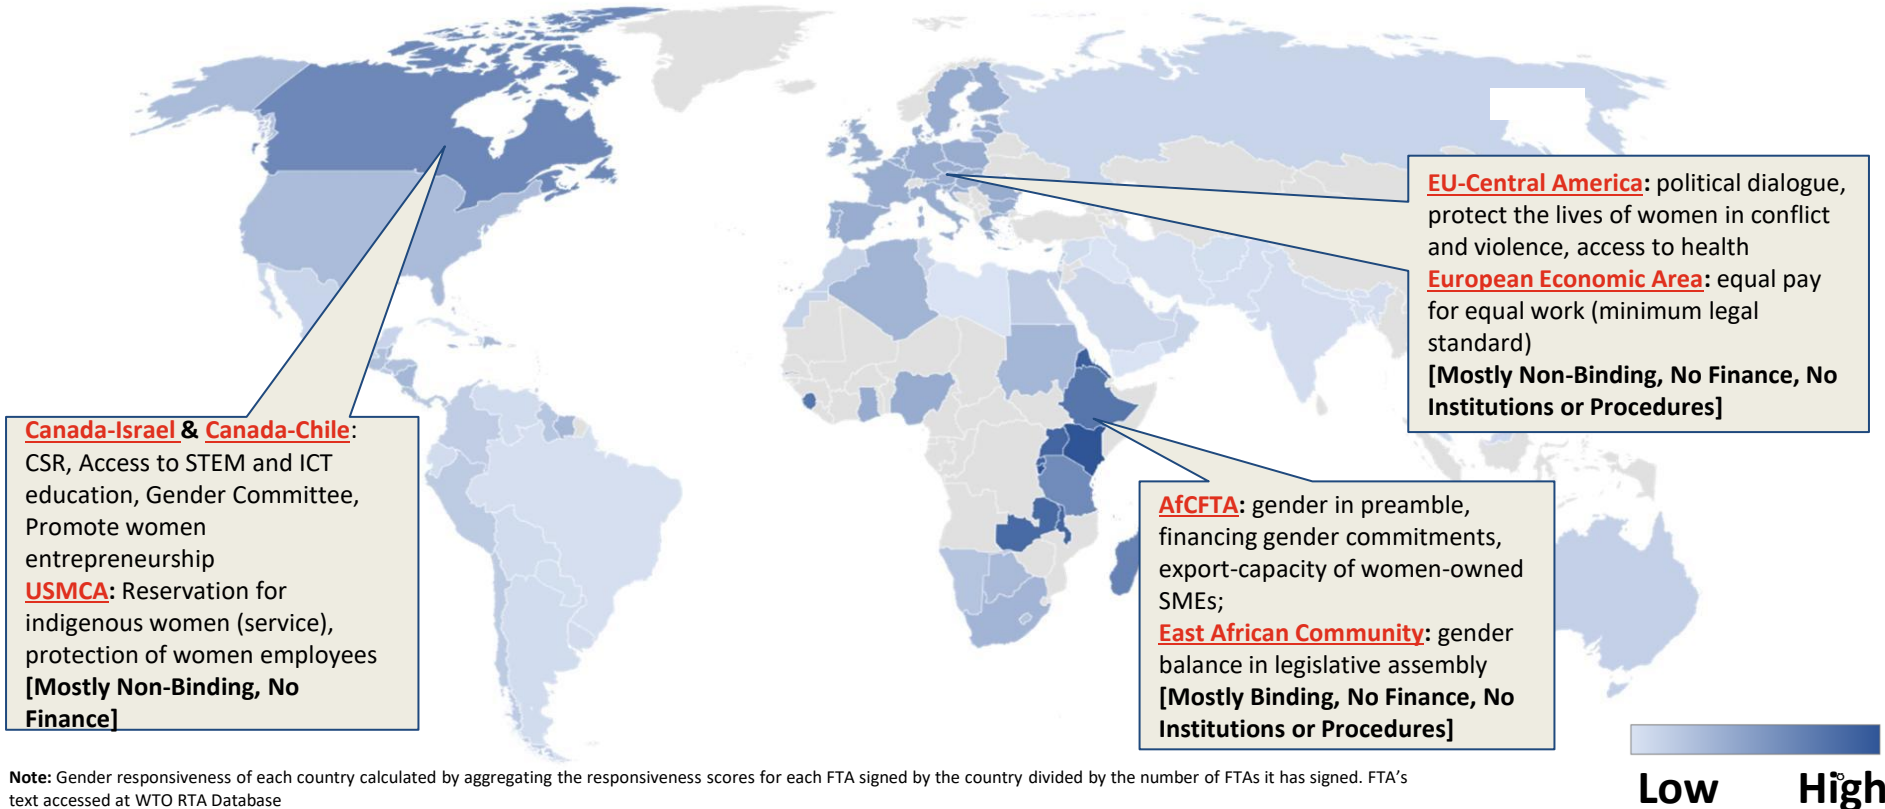 EU-Central America: political dialogue,
protect the lives of women in conflict
and violence, access to health
European Economic Area: equal pay
for equal work (minimum legal
standard)
[Mostly Non-Binding, No Finance, No
Institutions or Procedures]
Canada-Israel & Canada-Chile:
CSR, Access to STEM and ICT
education, Gender Committee,
Promote women
entrepreneurship
USMCA: Reservation for
indigenous women (service),
protection of women employees
[Mostly Non-Binding, No
Finance]
AfCFTA: gender in preamble,
financing gender commitments,
export-capacity of women-owned
SMEs;
East African Community: gender
balance in legislative assembly
[Mostly Binding, No Finance, No
Institutions or Procedures]
Low High
Note: Gender responsiveness of each country calculated by aggregating the responsiveness scores for each FTA signed by the country divided by the number of FTAs it has signed. FTA's
text accessed at WTO RTA Database